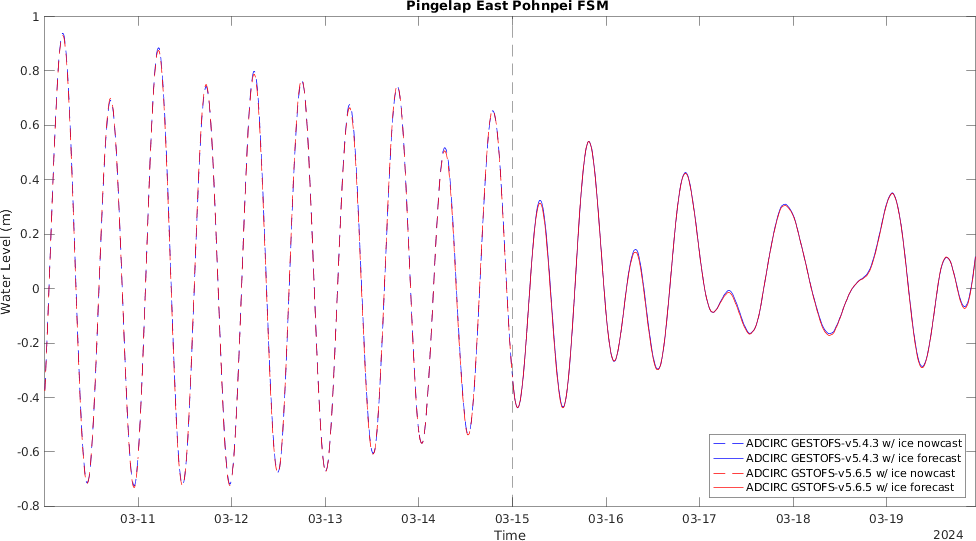 Pingelap East Pohnpei FSM
1
0.8
0.6
0.4
0.2
0
-0.2
-0.4
-0.6
-0.8
Water Level (m)
03-11 03-12 03-13 03-14 03-15 03-16 03-17 03-18 03-19
Time
2024
ADCIRC GESTOFS-v5.4.3 w/ ice nowcast
ADCIRC GESTOFS-v5.4.3 w/ ice forecast
ADCIRC GSTOFS-v5.6.5 w/ ice nowcast
ADCIRC GSTOFS-v5.6.5 w/ ice forecast